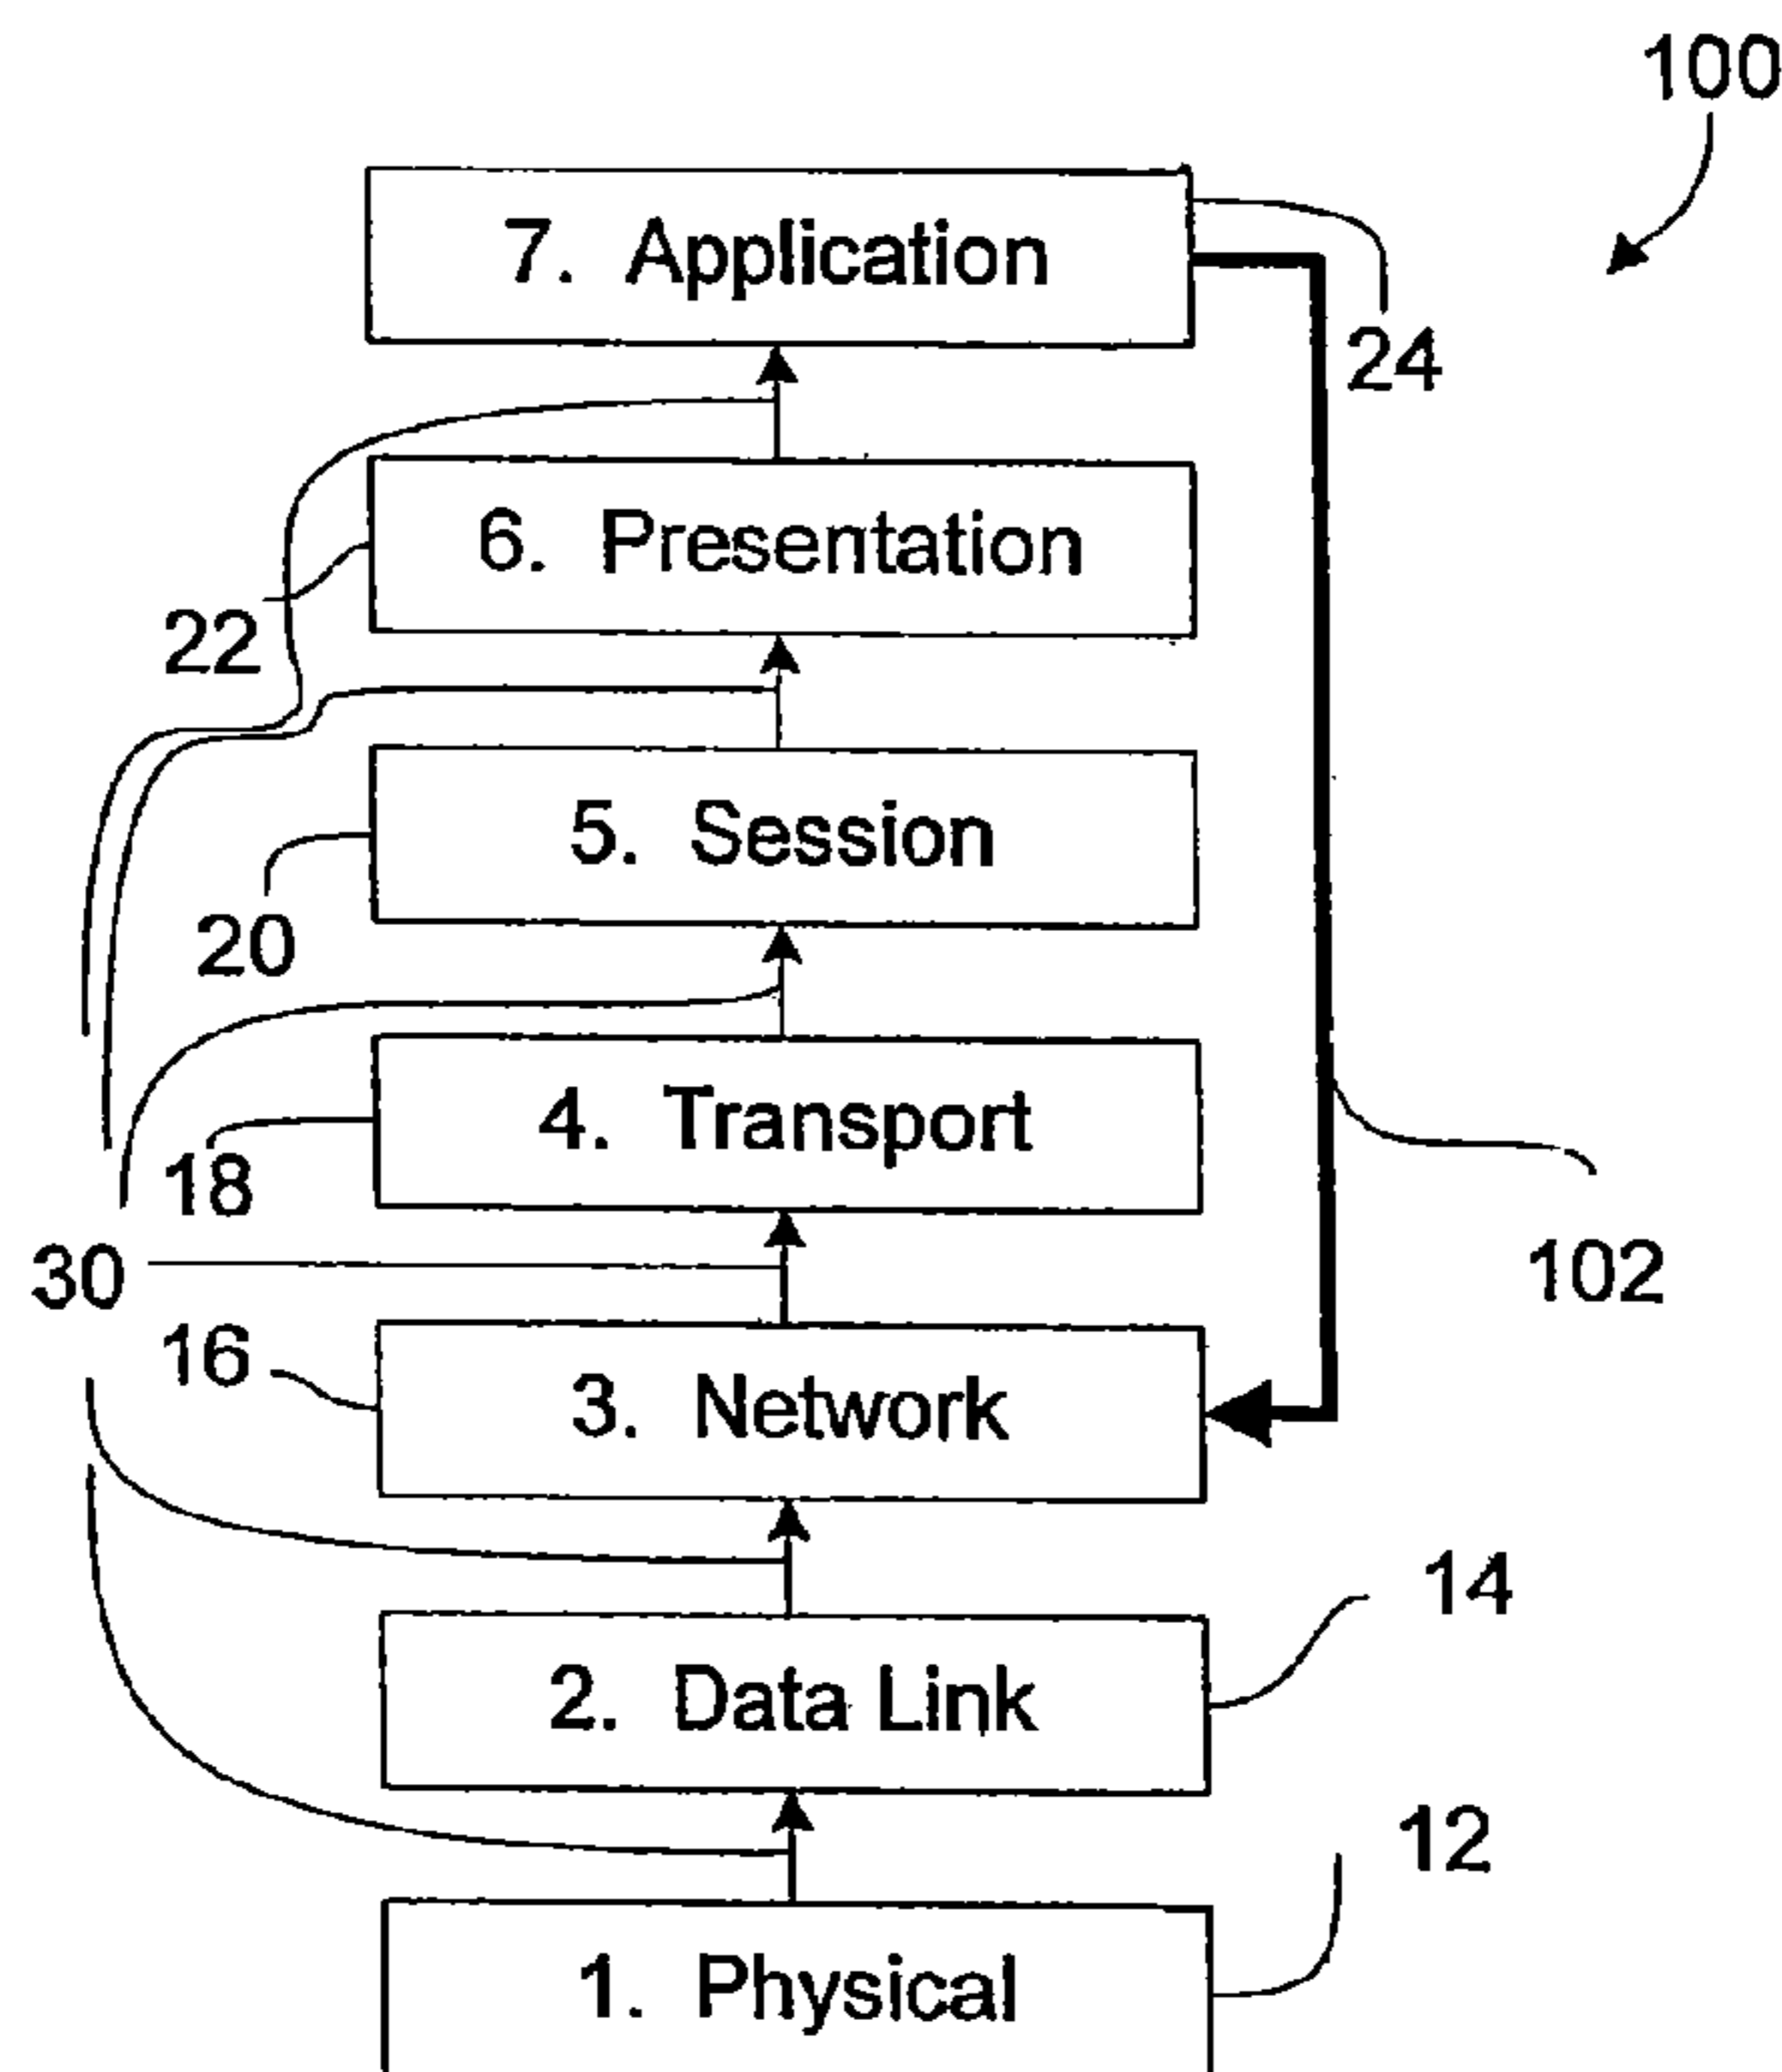 100
7. Application
24
6. Presentation
22
5. Session
20
4. Transport
18
30
102
16
3. Network
14
2. Data Link
12
1. Physical